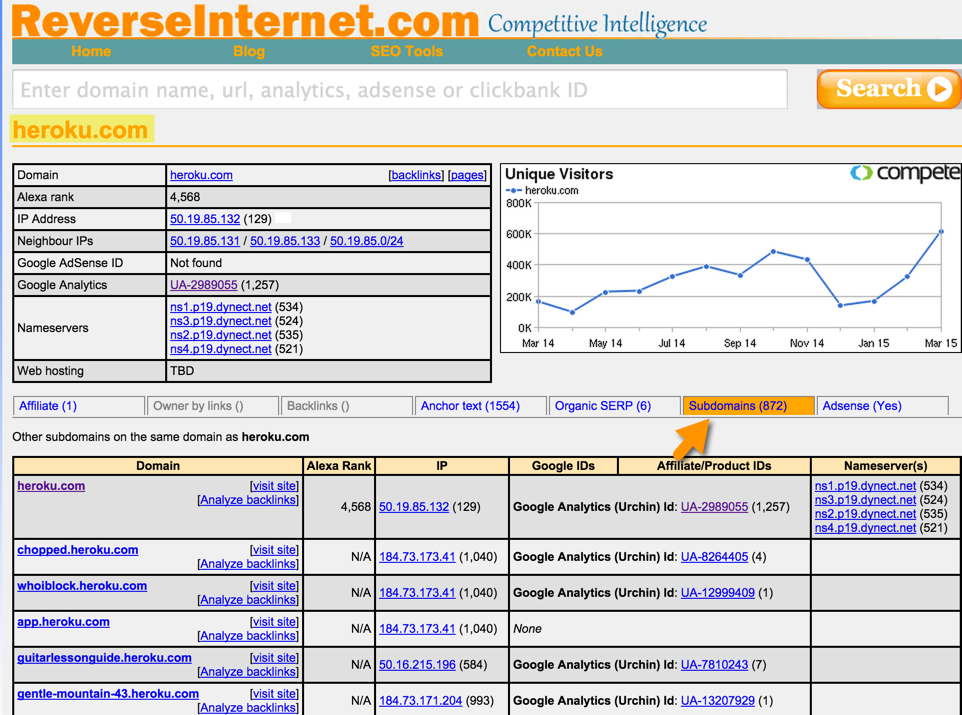 ReverseInternet.com Competitive Intelligence
Home Blog SEO Tools Contact Us
Enter domain name, url, analytics, adsense or clickbank ID Search
heroku.com
Domain heroku.com [backlinks] [pages]
Alexa rank 4,568
IP Address 50.19.85.132 (129)
Neighbour IPs 50.19.85.131 / 50.19.85.133 / 50.19.85.0/24
Google AdSense ID Not found
Google Analytics UA-2989055 (1,257)
Nameservers
ns1.p19.dynect.net (534)
ns3.p19.dynect.net (524)
ns2.p19.dynect.net (535)
ns4.p19.dynect.net (521)
Web hosting TBD
Unique Visitors compete
heroku.com
800K
600K
400K
200K
0K
Mar 14 May 14 Jul 14 Sep 14 Nov 14 Jan 15 Mar 15
Affiliate (1) Owner by links () Backlinks () Anchor text (1554) Organic SERP (6) Subdomains (872) Adsense (Yes)
Other subdomains on the same domain as heroku.com
Domain Alexa Rank IP Google IDs Affiliate/Product IDs Nameserver(s)
heroku.com [visit site]
[Analyze backlinks]
4,568 50.19.85.132 (129) Google Analytics (Urchin) Id: UA-2989055 (1,257)
ns1.p19.dynect.net (534)
ns3.p19.dynect.net (524)
ns2.p19.dynect.net (535)
ns4.p19.dynect.net (521)
chopped.heroku.com [visit site]
[Analyze backlinks]
N/A 184.73.173.41 (1,040) Google Analytics (Urchin) Id: UA-8264405 (4)
whoiblock.heroku.com [visit site]
[Analyze backlinks]
N/A 184.73.173.41 (1,040) Google Analytics (Urchin) Id: UA-12999409 (1)
app.heroku.com [visit site]
[Analyze backlinks]
N/A 184.73.173.41 (1,040) None
guitarlessonguide.heroku.com [visit site]
[Analyze backlinks]
N/A 50.16.215.196 (584) Google Analytics (Urchin) Id: UA-7810243 (7)
gentle-mountain-43.heroku.com [visit site]
[Analyze backlinks]
N/A 184.73.171.204 (993) Google Analytics (Urchin) Id: UA-13207929 (1)